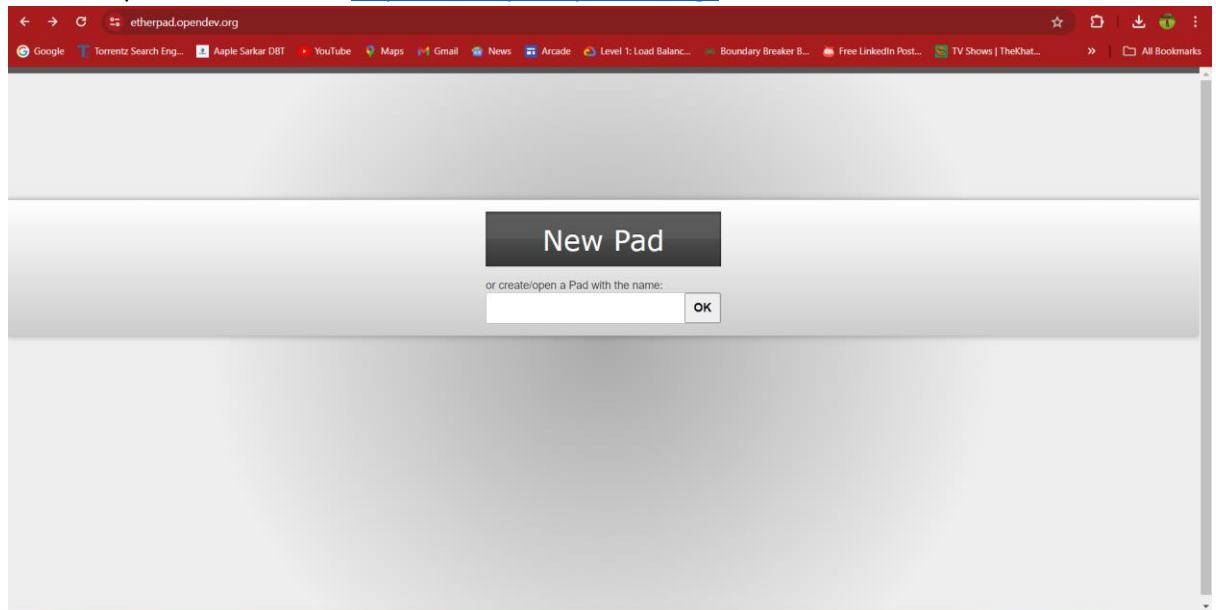 etherpad.opendev.org
Google Torrentz Search Eng... Aaple Sarkar DBT YouTube Maps Gmail News Arcade Level 1: Load Balanc... Boundary Breaker B... Free LinkedIn Post... TV Shows | TheKhat... » All Bookmarks
New Pad
or create/open a Pad with the name:
OK